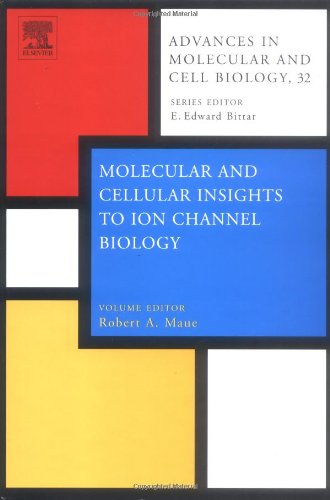 ELSEVIER
ADVANCES IN
MOLECULAR AND
CELL BIOLOGY, 32
SERIES EDITOR
E. Edward Bittar
MOLECULAR AND
CELLULAR INSIGHTS
TO ION CHANNEL
BIOLOGY
VOLUME EDITOR
Robert A. Maue